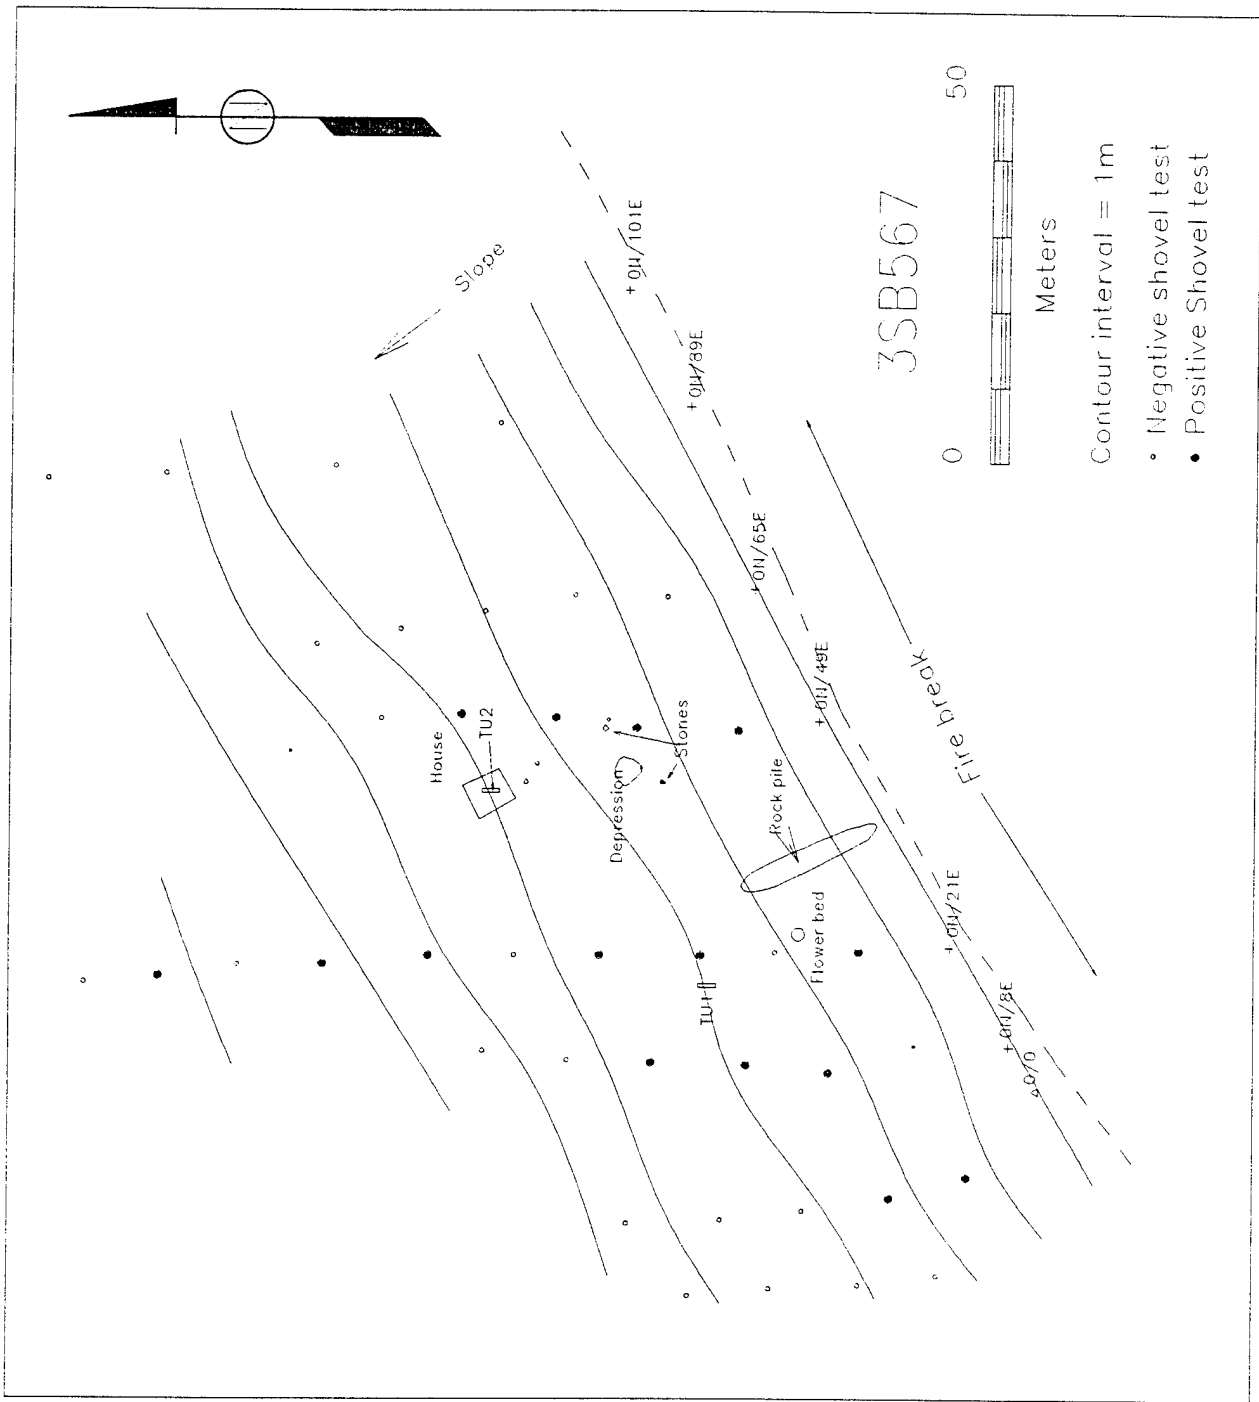 Slope
+ 0N/101E
3SB567
50
0
Meters
Contour interval = 1m
Negative shovel test
Positive Shovel test
+ 0N/89E
+ 0N/65E
+ 0N/49E
House
TU2
Stones
Depression
Rock pile
Fire break
Flower bed
TU1
+ 0N/21E
+ 0N/8E
0/0